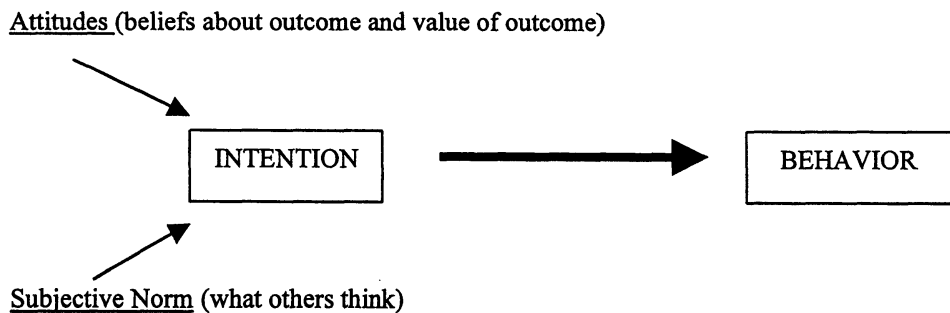 Attitudes (beliefs about outcome and value of outcome)
INTENTION
BEHAVIOR
Subjective Norm (what others think)